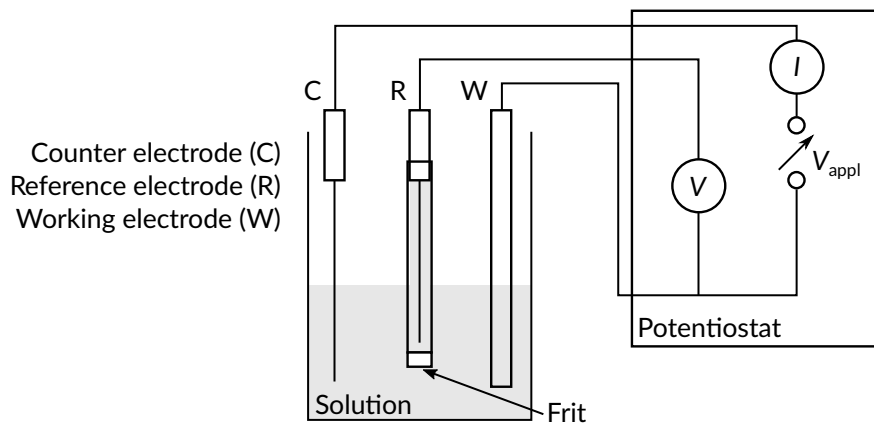 C R W
Counter electrode (C)
Reference electrode (R)
Working electrode (W)
I
V
Vappl
Potentiostat
Solution
Frit